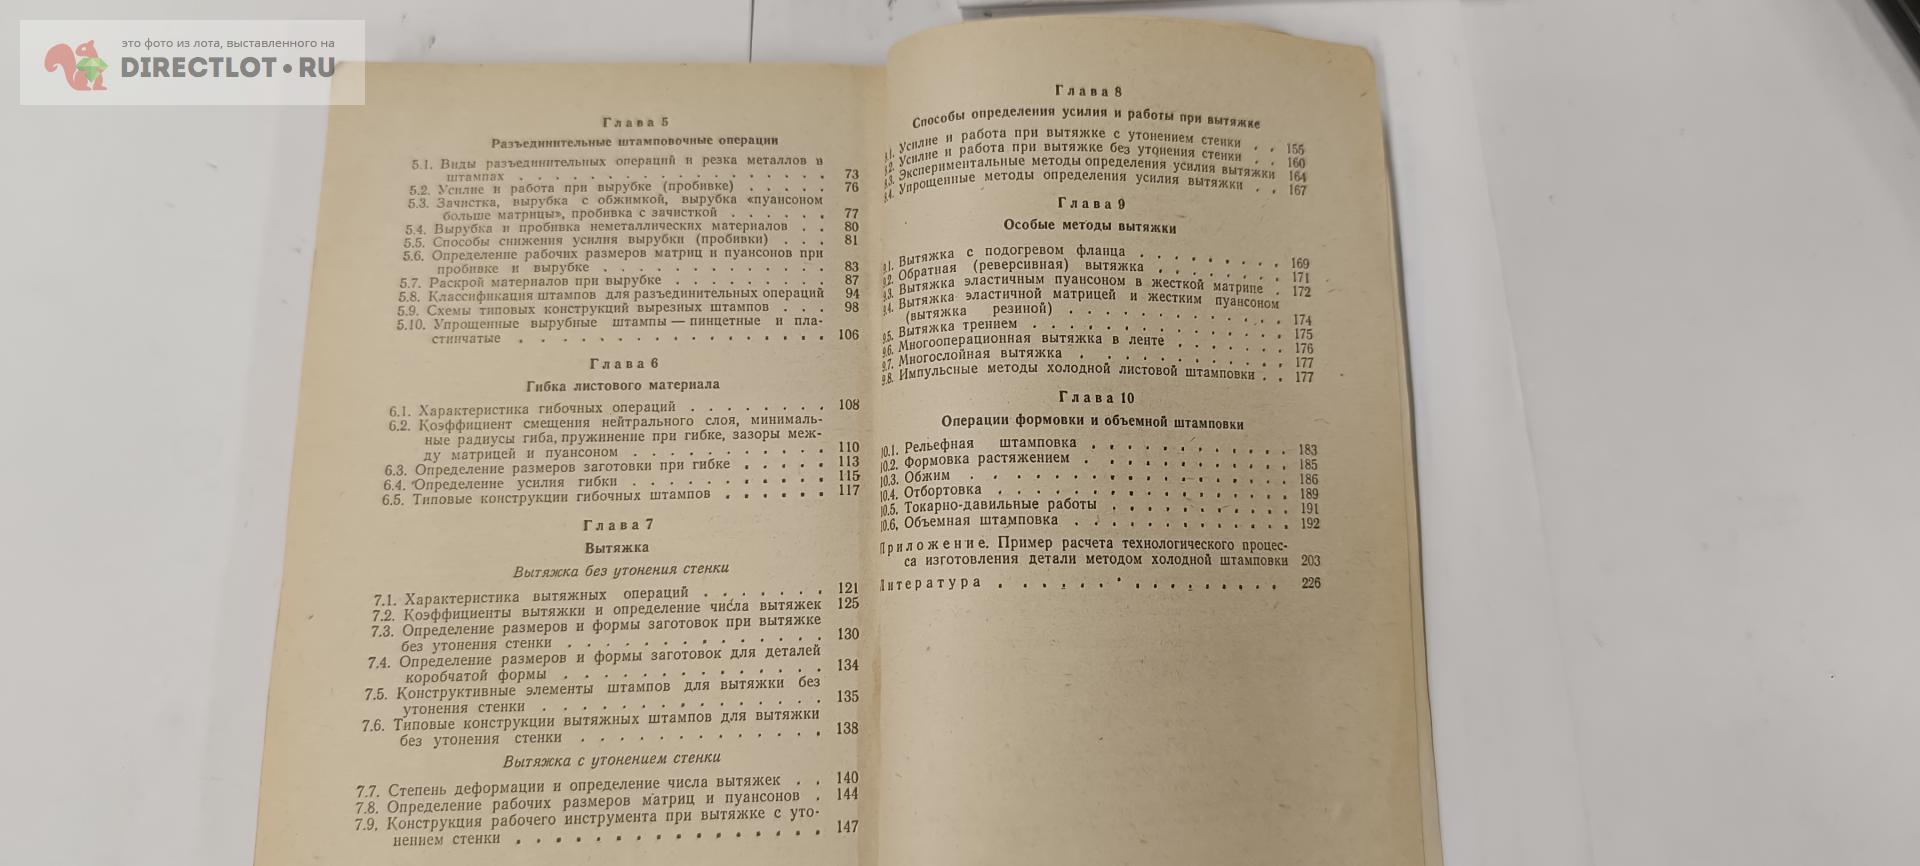 это фото из лота, выставленного на
DIRECTLOT•RU
Глава 5
Разъединительные штамповочные операции
5.1. Виды разъединительных операций и резка металлов в
штампах . . . . . . . . . . . . . . . . 73
5.2. Усилие и работа при вырубке (пробивке) . . . . . 76
5.3. Зачистка, вырубка с обжимкой, вырубка «пуансоном
больше матрицы», пробивка с зачисткой . . . . . . 77
5.4. Вырубка и пробивка неметаллических материалов . . 80
5.5. Способы снижения усилия вырубки (пробивки) . . . 81
5.6. Определение рабочих размеров матриц и пуансонов при
пробивке и вырубке . . . . . . . . . . . . 83
5.7. Раскрой материалов при вырубке . . . . . . . . 87
5.8. Классификация штампов для разъединительных операций 94
5.9. Схемы типовых конструкций вырезных штампов . . . 98
5.10. Упрощенные вырубные штампы — пинцетные и пла-
стинчатые . . . . . . . . . . . . . . . . 106
Глава 6
Гибка листового материала
6.1. Характеристика гибочных операций . . . . . . . . 108
6.2. Коэффициент смещения нейтрального слоя, минималь-
ные радиусы гиба, пружинение при гибке, зазоры меж-
ду матрицей и пуансоном . . . . . . . . . . . 110
6.3. Определение размеров заготовки при гибке . . . . . 113
6.4. Определение усилия гибки . . . . . . . . . . . 115
6.5. Типовые конструкции гибочных штампов . . . . . . 117
Глава 7
Вытяжка
Вытяжка без утонения стенки
7.1. Характеристика вытяжных операций . . . . . . . 121
7.2. Коэффициенты вытяжки и определение числа вытяжек 125
7.3. Определение размеров и формы заготовок при вытяжке
без утонения стенки . . . . . . . . . . . . . 130
7.4. Определение размеров и формы заготовок для деталей
коробчатой формы . . . . . . . . . . . . . 134
7.5. Конструктивные элементы штампов для вытяжки без
утонения стенки . . . . . . . . . . . . . . . 135
7.6. Типовые конструкции вытяжных штампов для вытяжки
без утонения стенки . . . . . . . . . . . . . 138
Вытяжка с утонением стенки
7.7. Степень деформации и определение числа вытяжек . . 140
7.8. Определение рабочих размеров матриц и пуансонов . 144
7.9. Конструкция рабочего инструмента при вытяжке с уто-
нением стенки . . . . . . . . . . . . . . . . 147
Глава 8
Способы определения усилия и работы при вытяжке
8.1. Усилие и работа при вытяжке с утонением стенки . . 155
8.2. Усилие и работа при вытяжке без утонения стенки . . 160
8.3. Экспериментальные методы определения усилия вытяжки 164
8.4. Упрощенные методы определения усилия вытяжки . . 167
Глава 9
Особые методы вытяжки
9.1. Вытяжка с подогревом фланца . . . . . . . . . 169
9.2. Обратная (реверсивная) вытяжка . . . . . . . . 171
9.3. Вытяжка эластичным пуансоном в жесткой матрице . 172
9.4. Вытяжка эластичной матрицей и жестким пуансоном
(вытяжка резиной) . . . . . . . . . . . . 174
9.5. Вытяжка трением . . . . . . . . . . . . . . 175
9.6. Многооперационная вытяжка в ленте . . . . . . . 176
9.7. Многослойная вытяжка . . . . . . . . . . . 177
9.8. Импульсные методы холодной листовой штамповки . . 177
Глава 10
Операции формовки и объемной штамповки
10.1. Рельефная штамповка . . . . . . . . . . . . 183
10.2. Формовка растяжением . . . . . . . . . . . . 185
10.3. Обжим . . . . . . . . . . . . . . . . . 186
10.4. Отбортовка . . . . . . . . . . . . . . . . 189
10.5. Токарно-давильные работы . . . . . . . . . . 191
10.6. Объемная штамповка . . . . . . . . . . . . 192
Приложение. Пример расчета технологического процес-
са изготовления детали методом холодной штамповки 203
Литература . . . . . . . . . . . . . . . 226